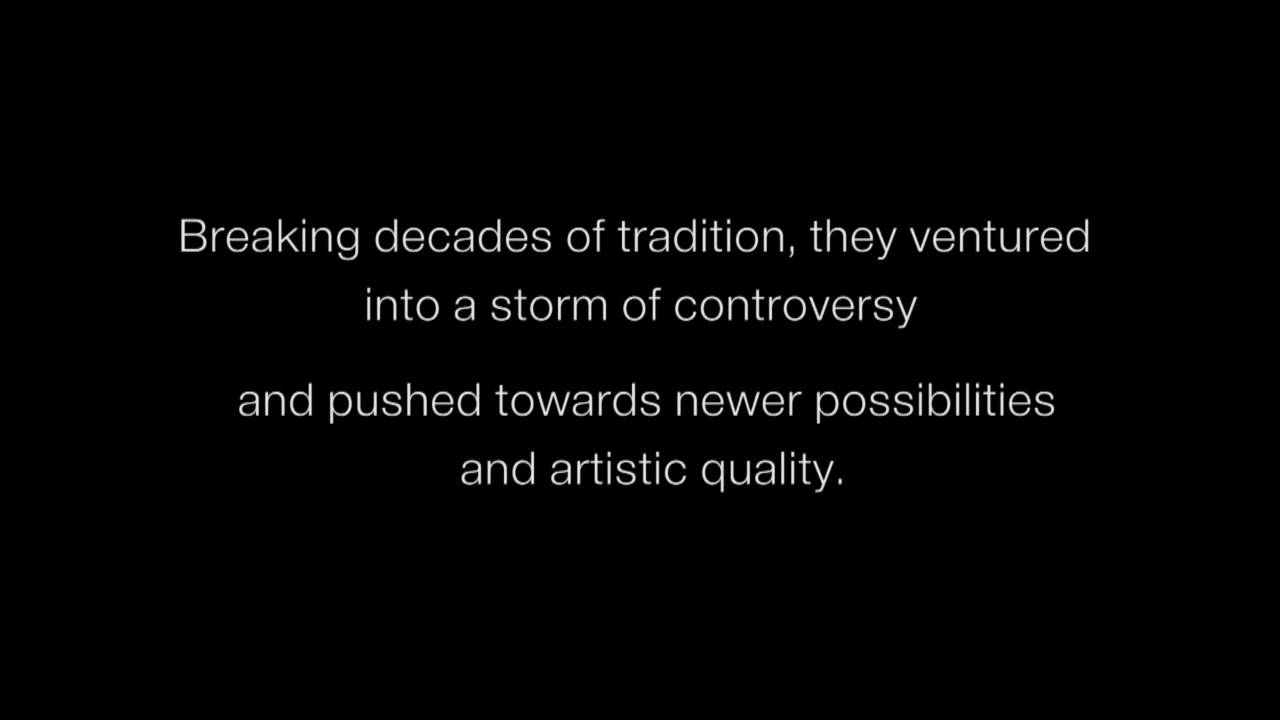 Breaking decades of tradition, they ventured
into a storm of controversy
and pushed towards newer possibilities
and artistic quality.